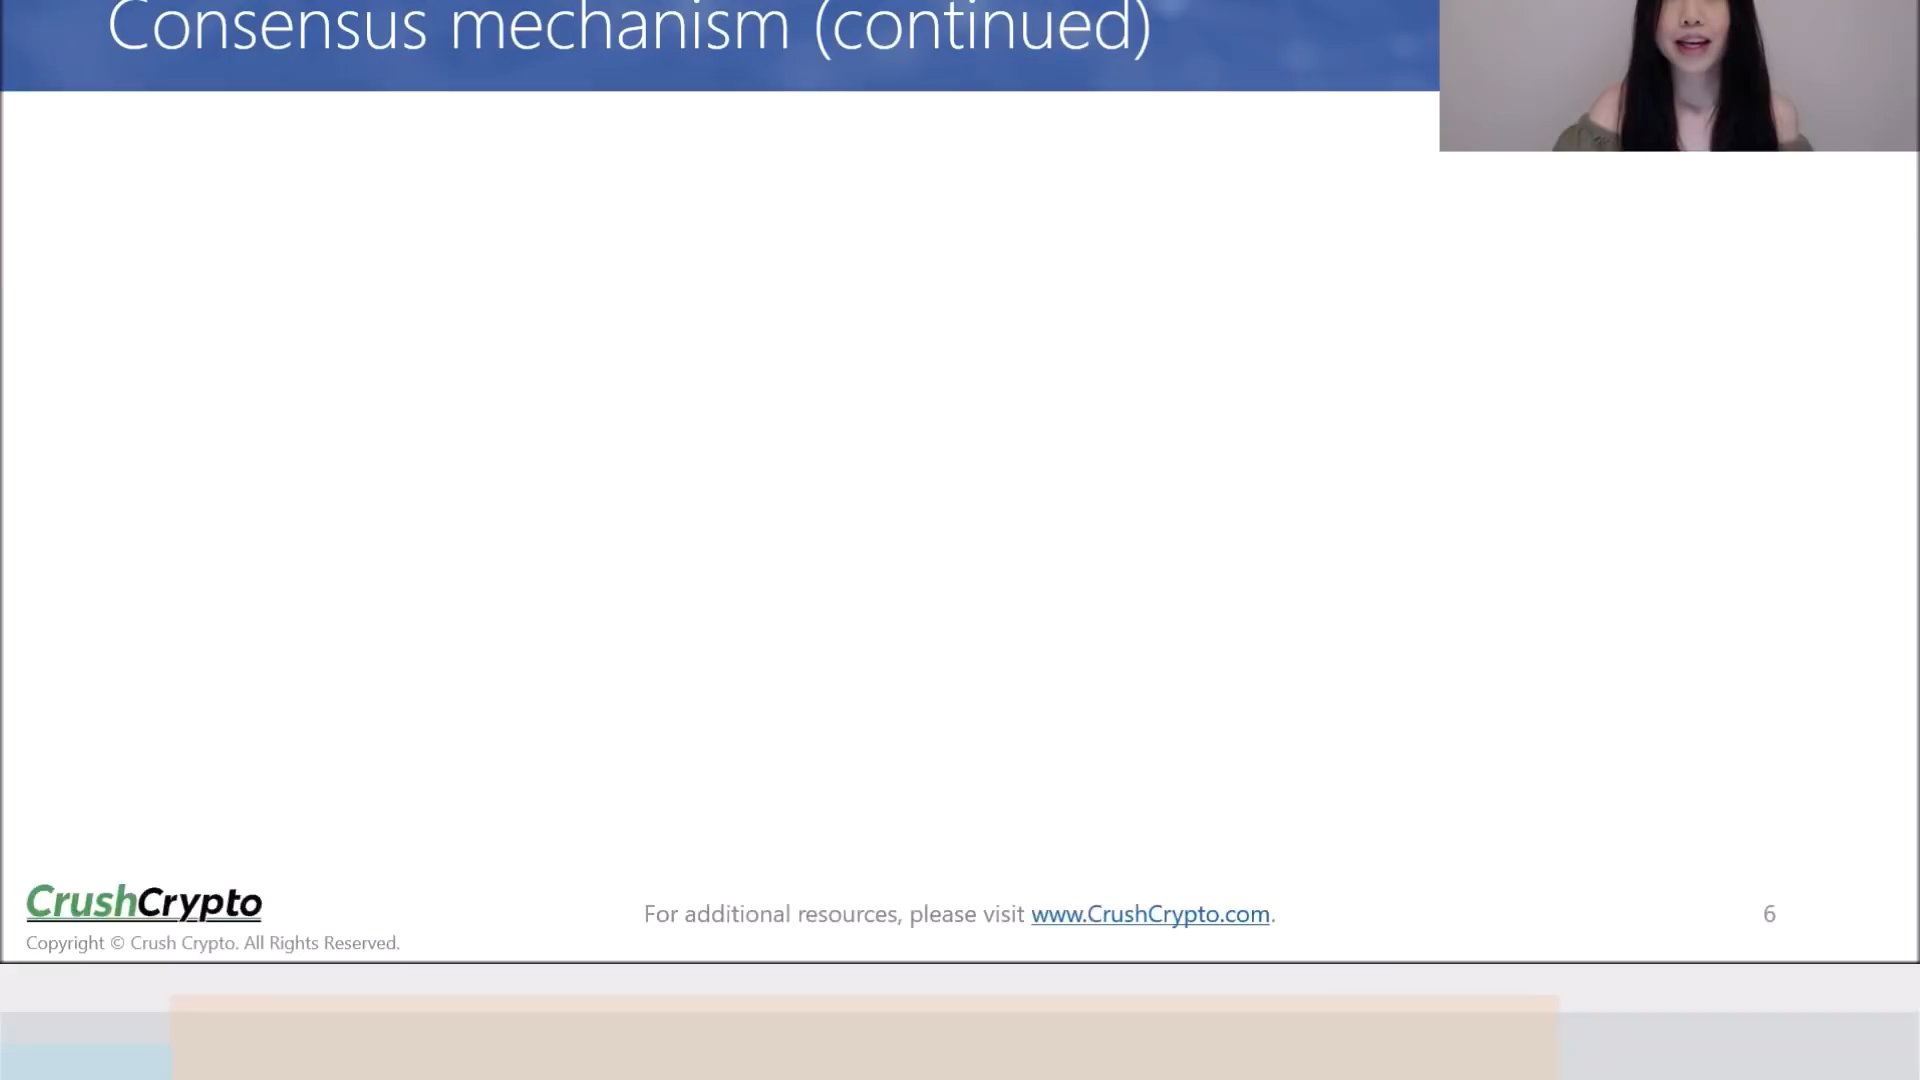 Consensus mechanism (continued)
CrushCrypto
Copyright © Crush Crypto. All Rights Reserved.
For additional resources, please visit www.CrushCrypto.com.
6